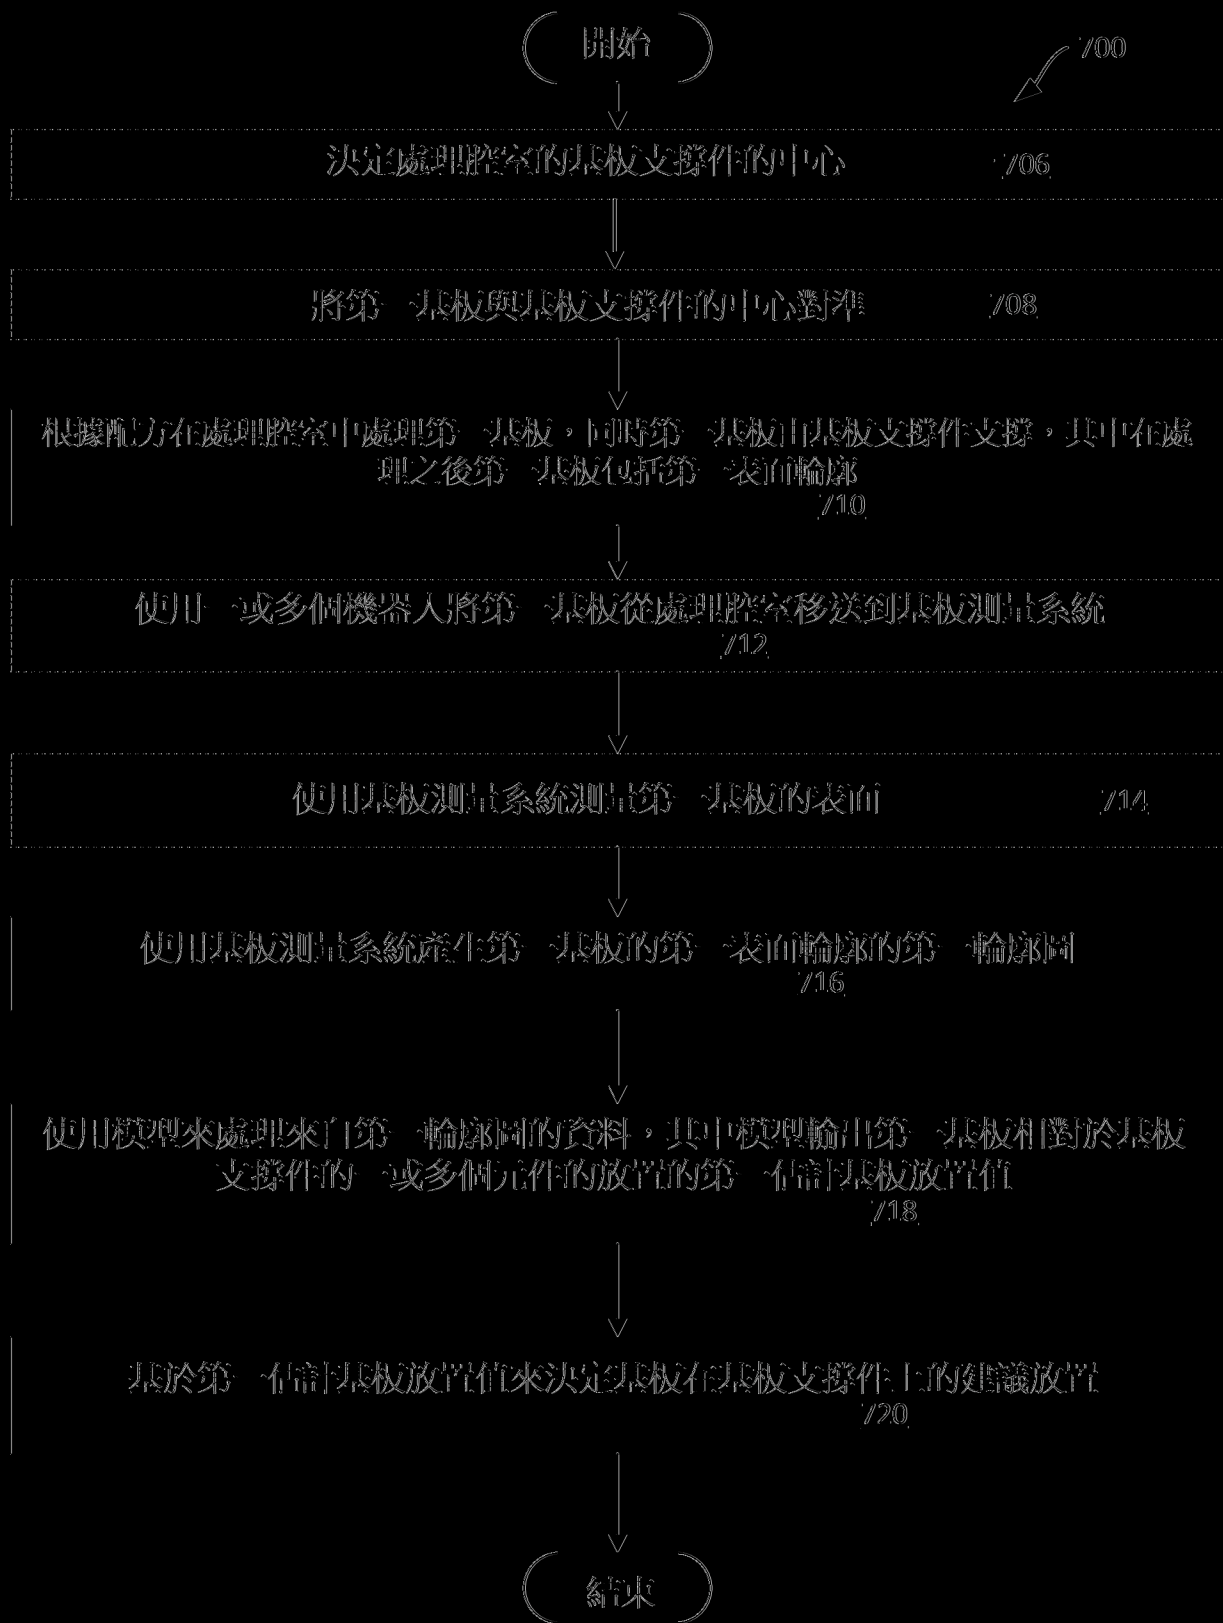 開始
700
決定處理腔室的基板支撐件的中心 706
將第一基板與基板支撐件的中心對準 708
根據配方在處理腔室中處理第一基板，同時第一基板由基板支撐件支撐，其中在處
理之後第一基板包括第一表面輪廓
710
使用一或多個機器人將第一基板從處理腔室移送到基板測量系統
712
使用基板測量系統測量第一基板的表面 714
使用基板測量系統產生第一基板的第一表面輪廓的第一輪廓圖
716
使用模型來處理來自第一輪廓圖的資料，其中模型輸出第一基板相對於基板
支撐件的一或多個元件的放置的第一估計基板放置值
718
基於第一估計基板放置值來決定基板在基板支撐件上的建議放置
720
結束